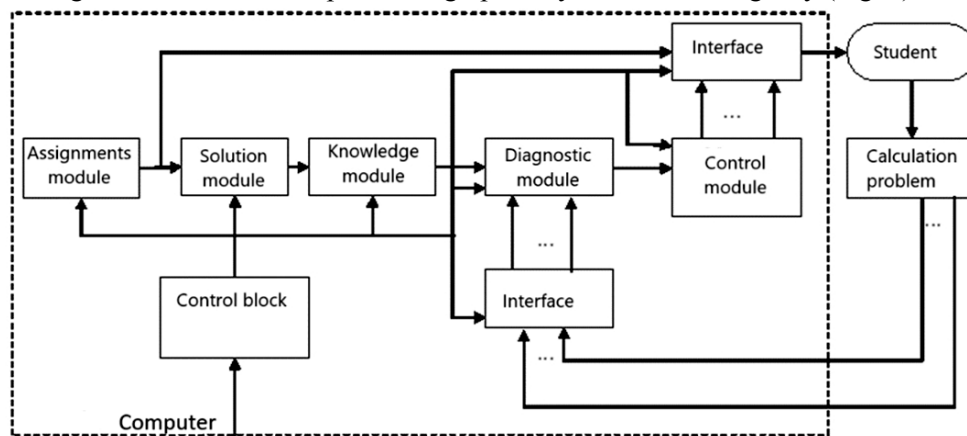 Interface
Student
...
Assignments
module
Solution
module
Knowledge
module
Diagnostic
module
Control
module
Calculation
problem
...
...
Control block
Interface
...
Computer